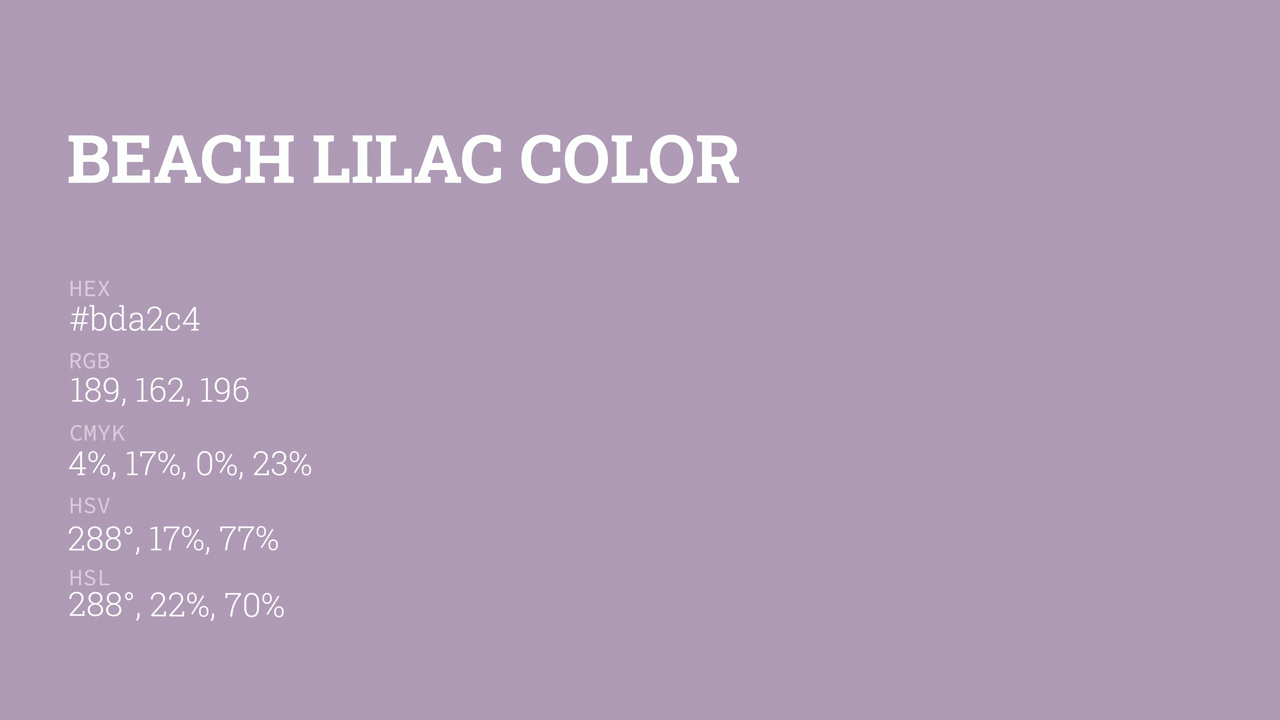 BEACH LILAC COLOR
HEX
#bda2c4
RGB
189, 162, 196
CMYK
4%, 17%, 0%, 23%
HSV
288°, 17%, 77%
HSL
288°, 22%, 70%